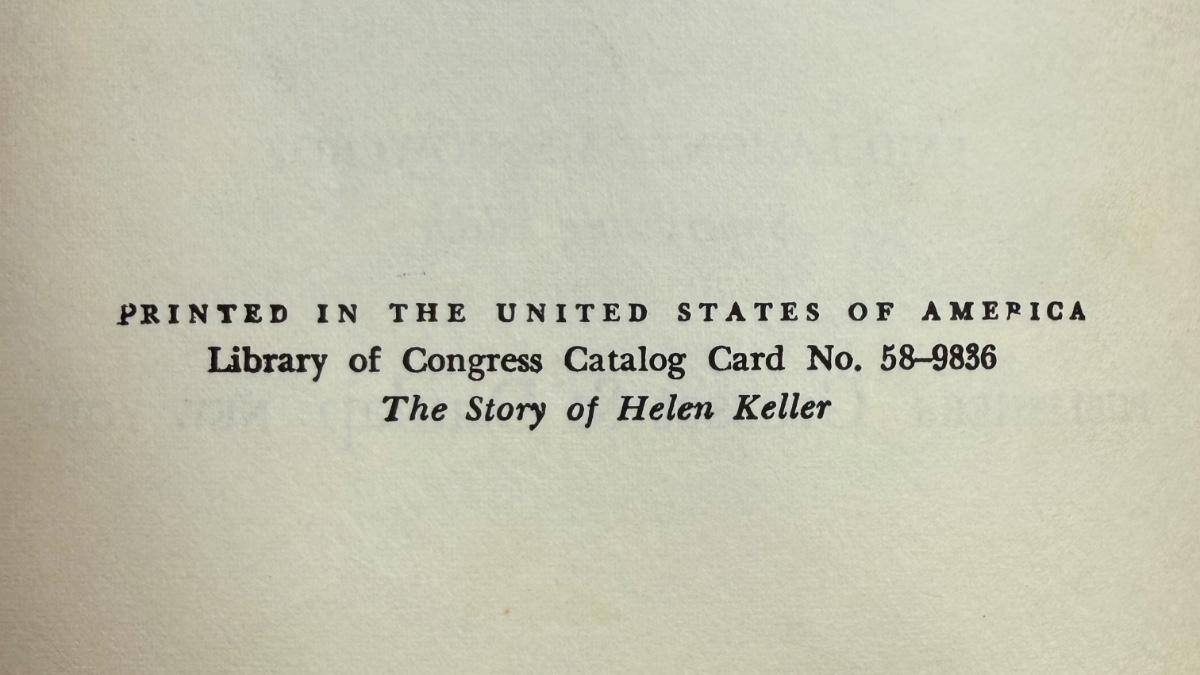 PRINTED IN THE UNITED STATES OF AMERICA
Library of Congress Catalog Card No. 58–9836
The Story of Helen Keller